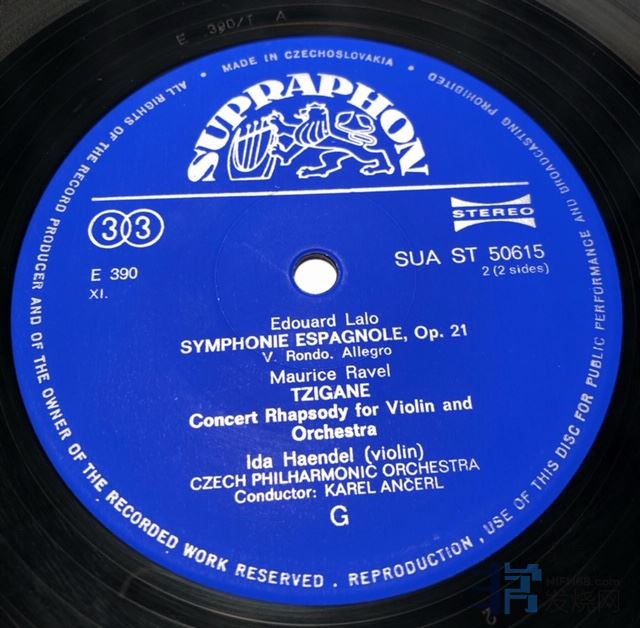 E 390/1 A
ALL RIGHTS OF THE RECORD PRODUCER AND OF THE OWNER OF THE RECORDED WORK RESERVED . REPRODUCTION, USE OF THIS DISC FOR PUBLIC PERFORMANCE AND BROADCASTING PROHIBITED
• MADE IN CZECHOSLOVAKIA •
SUPRAPHON
33
STEREO
E 390
SUA ST 50615
XI.
2 (2 sides)
Edouard Lalo
SYMPHONIE ESPAGNOLE, Op. 21
V. Rondo. Allegro
Maurice Ravel
TZIGANE
Concert Rhapsody for Violin and
Orchestra
Ida Haendel (violin)
CZECH PHILHARMONIC ORCHESTRA
Conductor: KAREL ANČERL
G
2
HIFI168.com
发烧网